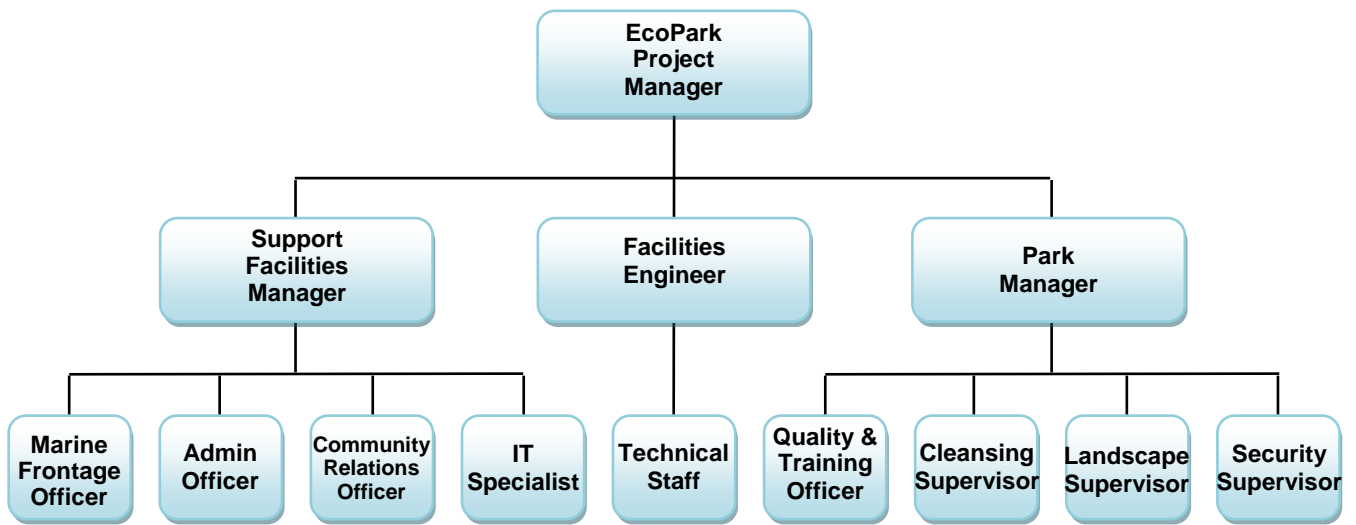 EcoPark
Project
Manager
Support
Facilities
Manager
Facilities
Engineer
Park
Manager
Marine
Frontage
Officer
Admin
Officer
Community
Relations
Officer
IT
Specialist
Technical
Staff
Quality &
Training
Officer
Cleansing
Supervisor
Landscape
Supervisor
Security
Supervisor